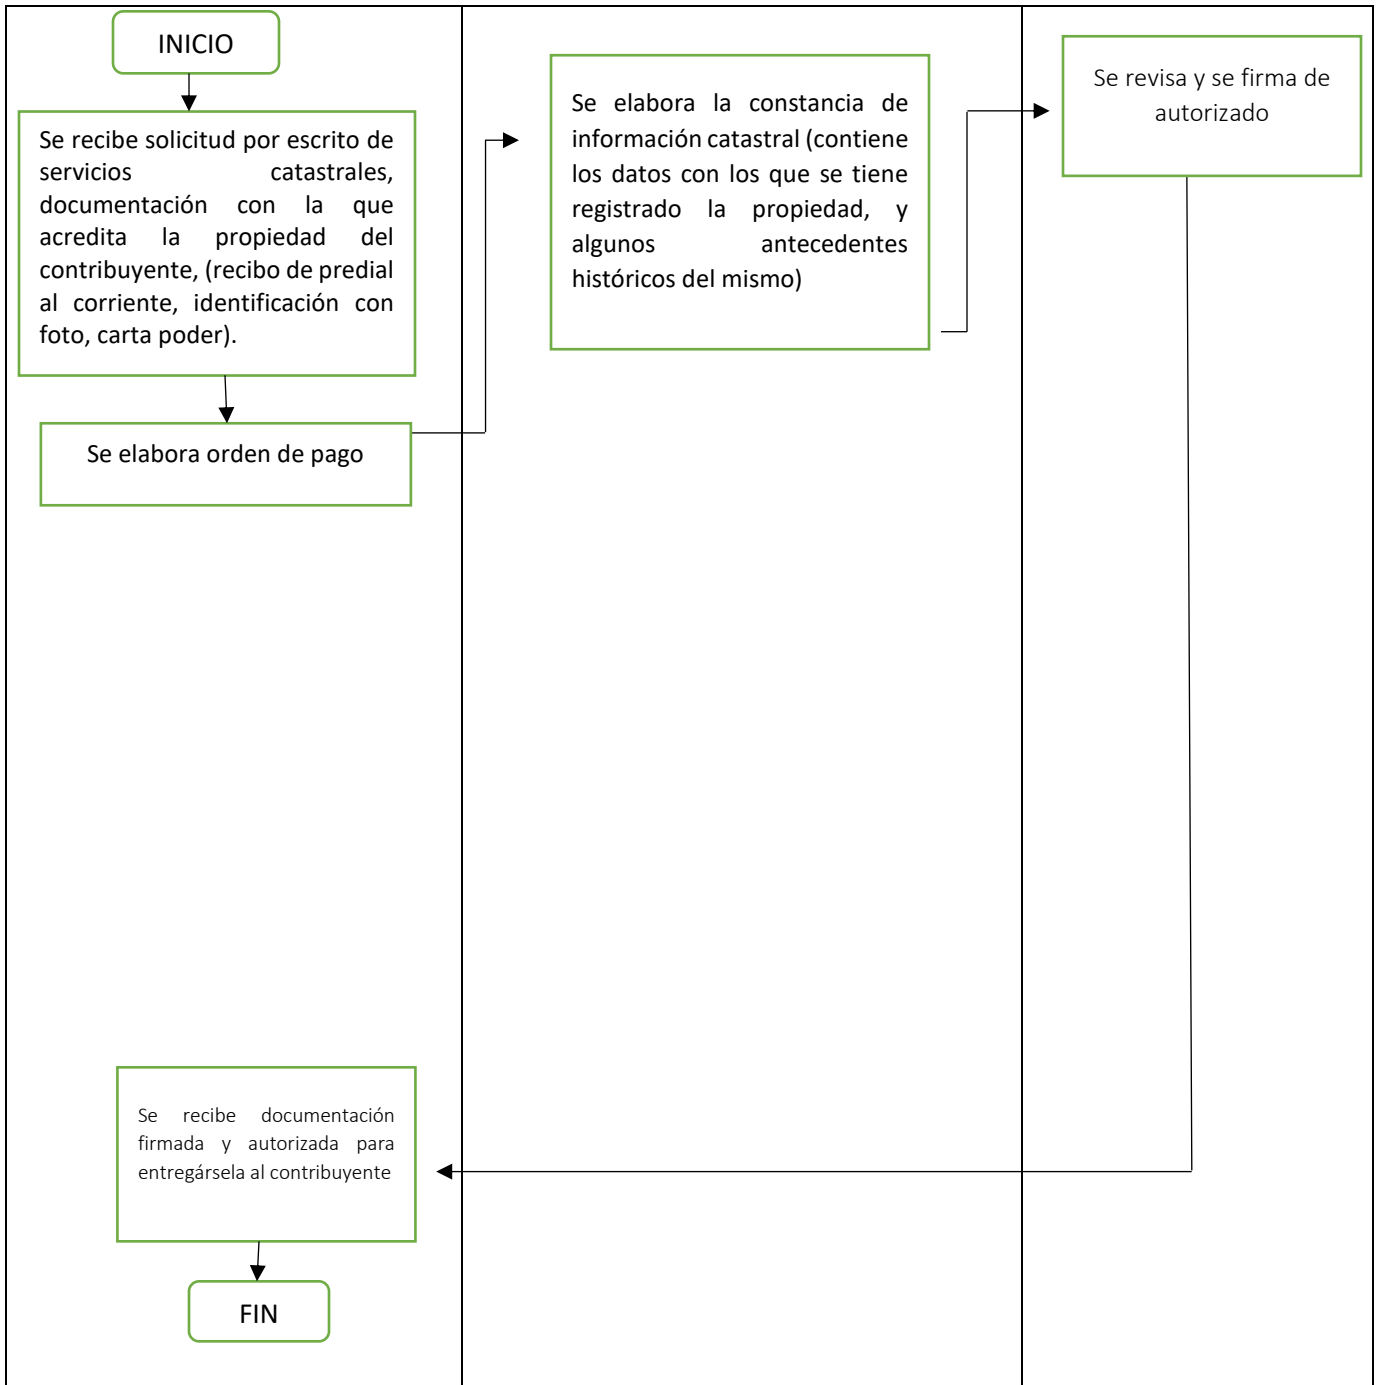 INICIO
Se recibe solicitud por escrito de
servicios catastrales,
documentación con la que
acredita la propiedad del
contribuyente, (recibo de predial
al corriente, identificación con
foto, carta poder).
Se elabora orden de pago
Se elabora la constancia de
información catastral (contiene
los datos con los que se tiene
registrado la propiedad, y
algunos antecedentes
históricos del mismo)
Se revisa y se firma de
autorizado
Se recibe documentación
firmada y autorizada para
entregársela al contribuyente
FIN